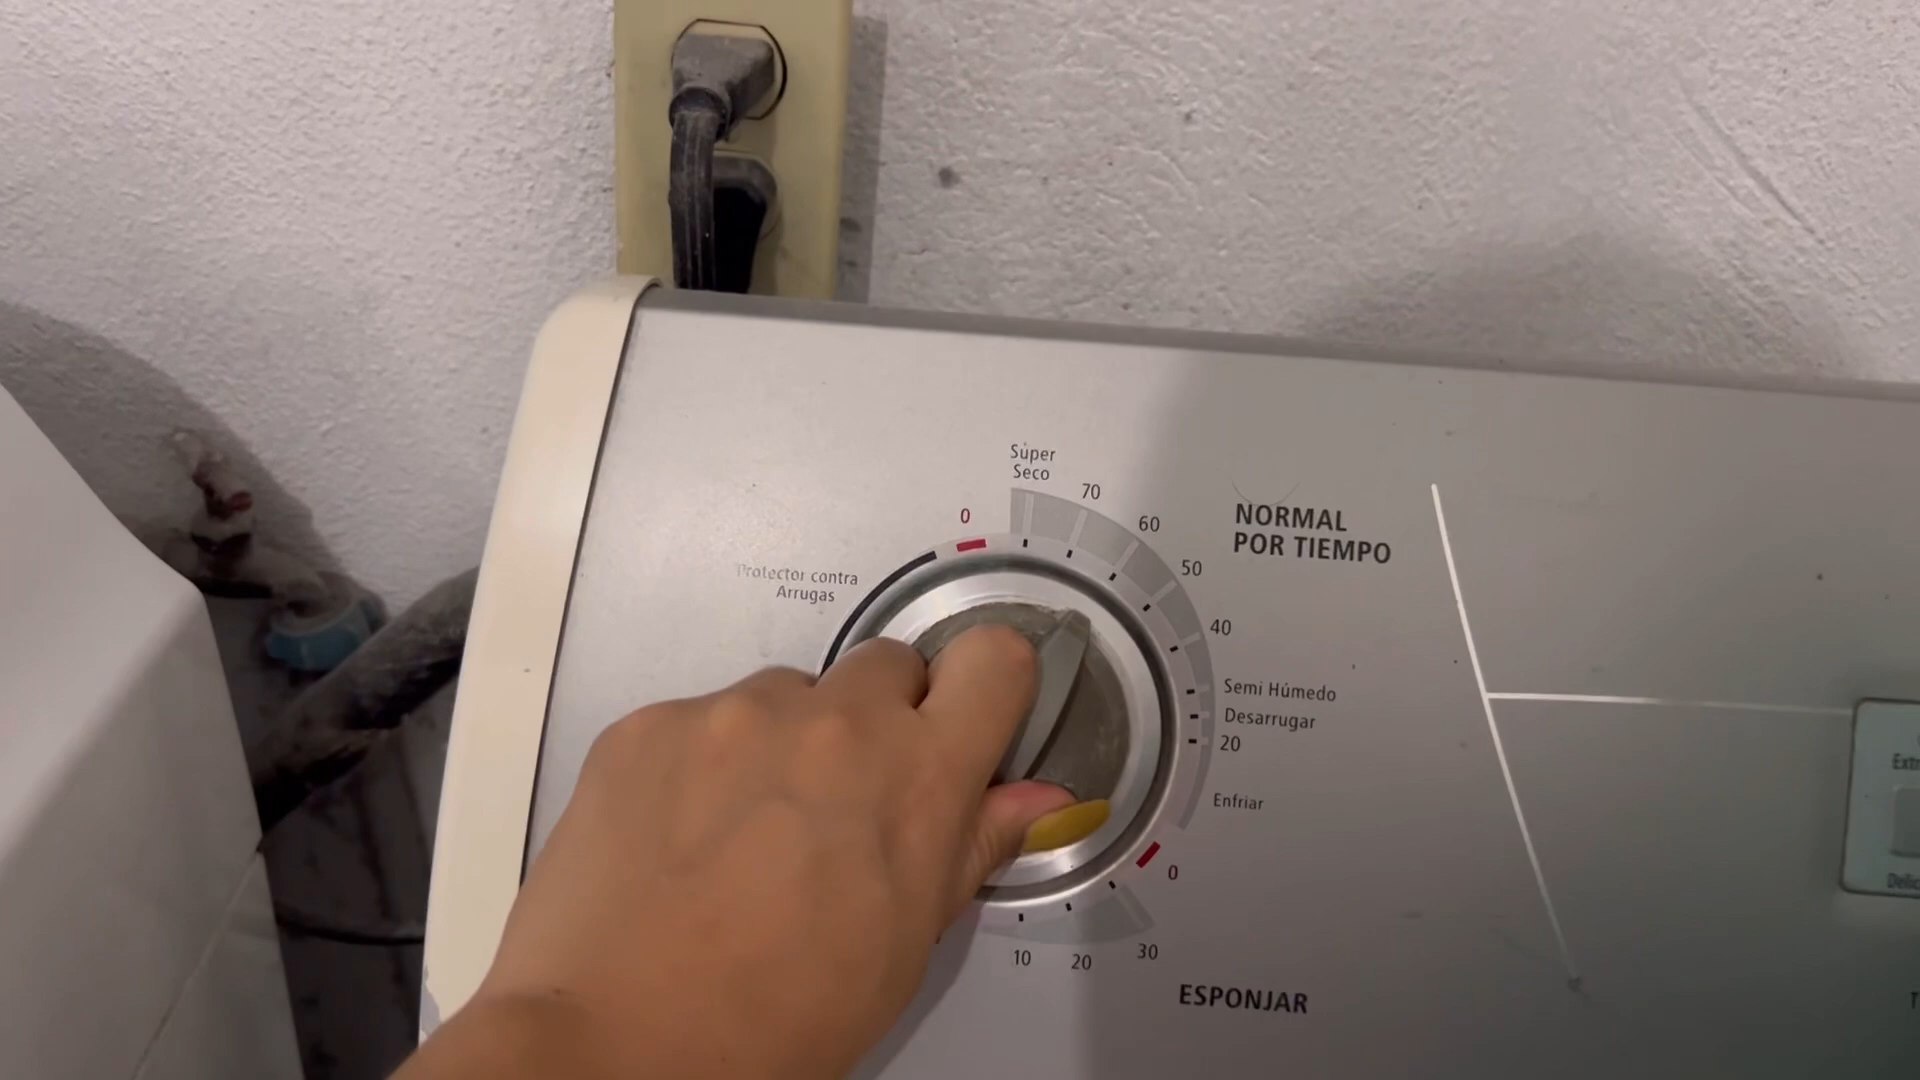 Súper
Seco
70
0
60
NORMAL
POR TIEMPO
50
Protector contra
Arrugas
40
Semi Húmedo
Desarrugar
20
Enfriar
0
30
10
20
ESPONJAR